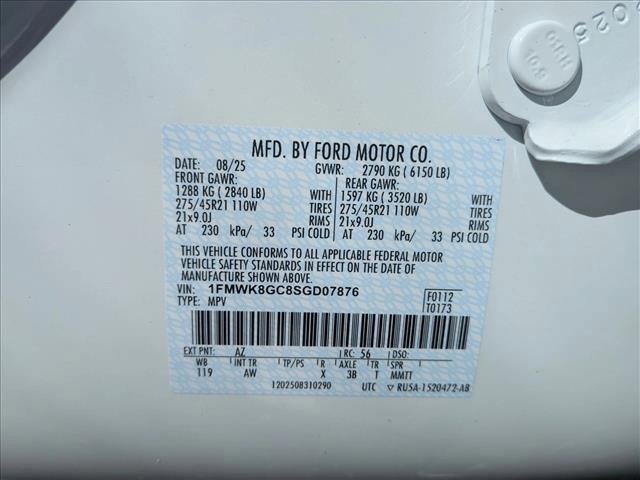 2025
MFD. BY FORD MOTOR CO.
DATE: 08/25 GVWR: 2790 KG ( 6150 LB)
FRONT GAWR: REAR GAWR:
1288 KG ( 2840 LB) WITH 1597 KG ( 3520 LB) WITH
275/45R21 110W TIRES 275/45R21 110W TIRES
21x9.0J RIMS 21x9.0J RIMS
AT 230 kPa/ 33 PSI COLD AT 230 kPa/ 33 PSI COLD
THIS VEHICLE CONFORMS TO ALL APPLICABLE FEDERAL MOTOR
VEHICLE SAFETY STANDARDS IN EFFECT ON THE DATE OF
MANUFACTURE SHOWN ABOVE.
VIN: 1FMWK8GC8SGD07876 F0112
TYPE: MPV T0173
EXT PNT: AZ RC: 56 DSO:
WB INT TR TP/PS R AXLE TR SPR
119 AW X 3B T MMTT
1202508310290 UTC ▽ RU5A-1520472-AB